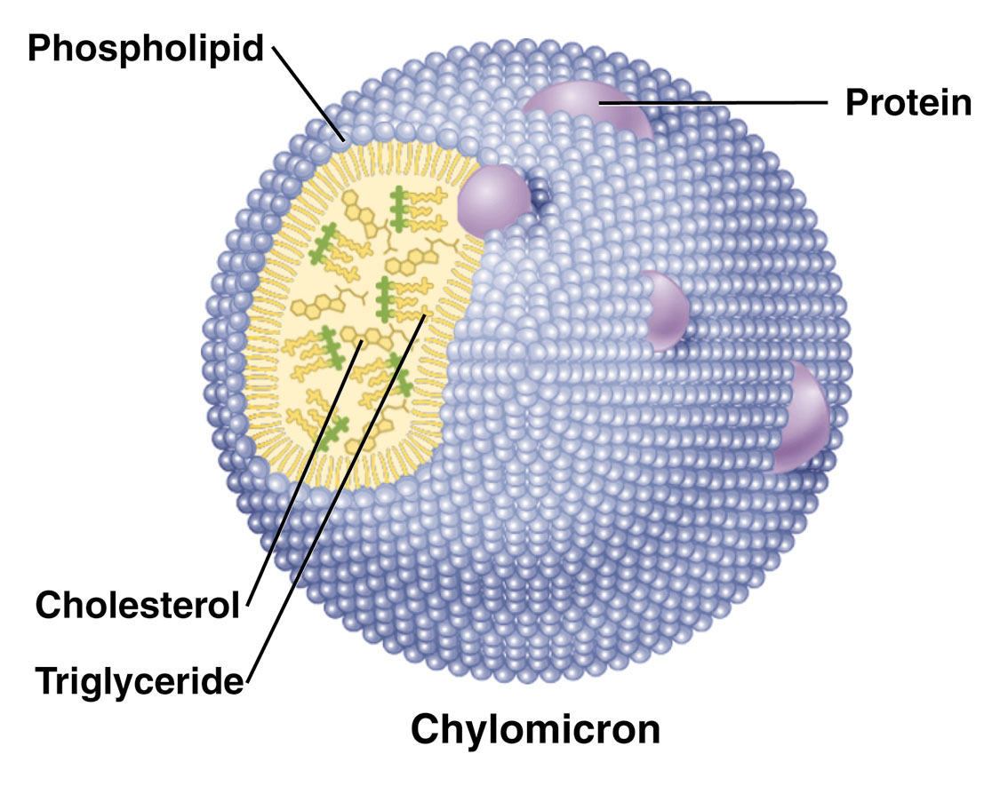 Phospholipid
Protein
Cholesterol
Triglyceride
Chylomicron